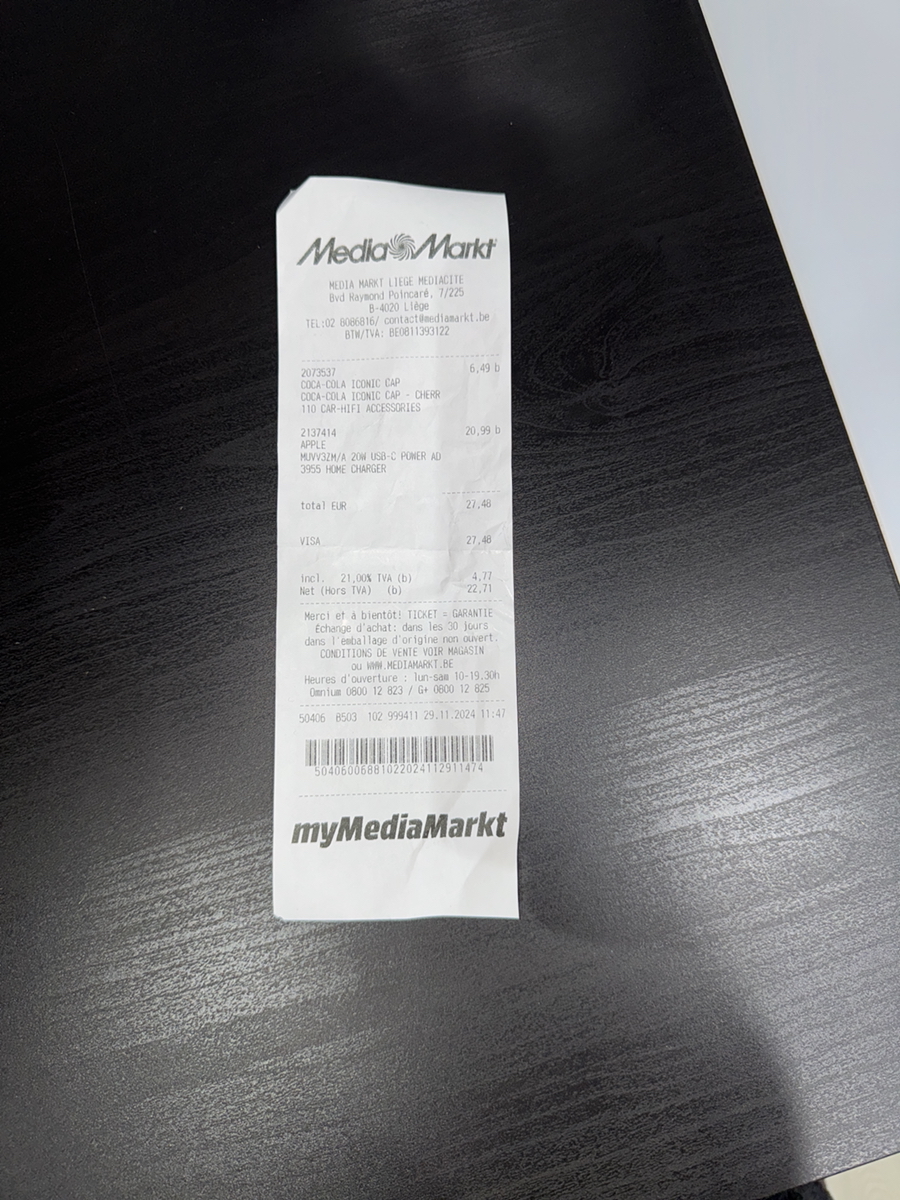 Media Markt
MEDIA MARKT LIEGE MEDIACITE
Bvd Raymond Poincaré, 7/225
B-4020 Liège
TEL:02 8086816/ contact@mediamarkt.be
BTW/TVA: BE0811393122
2073537 6,49 b
COCA-COLA ICONIC CAP
COCA-COLA ICONIC CAP - CHERR
110 CAR-HIFI ACCESSORIES
2137414 20,99 b
APPLE
MUVV3ZM/A 20W USB-C POWER AD
3955 HOME CHARGER
total EUR 27,48
VISA 27,48
incl. 21,00% TVA (b) 4,77
Net (Hors TVA) (b) 22,71
Merci et à bientôt! TICKET = GARANTIE
Échange d'achat: dans les 30 jours
dans l'emballage d'origine non ouvert.
CONDITIONS DE VENTE VOIR MAGASIN
ou WWW.MEDIAMARKT.BE
Heures d'ouverture : lun-sam 10-19.30h
Omnium 0800 12 823 / G+ 0800 12 825
50406 8503 102 999411 29.11.2024 11:47
50406006881022024112911474
myMediaMarkt